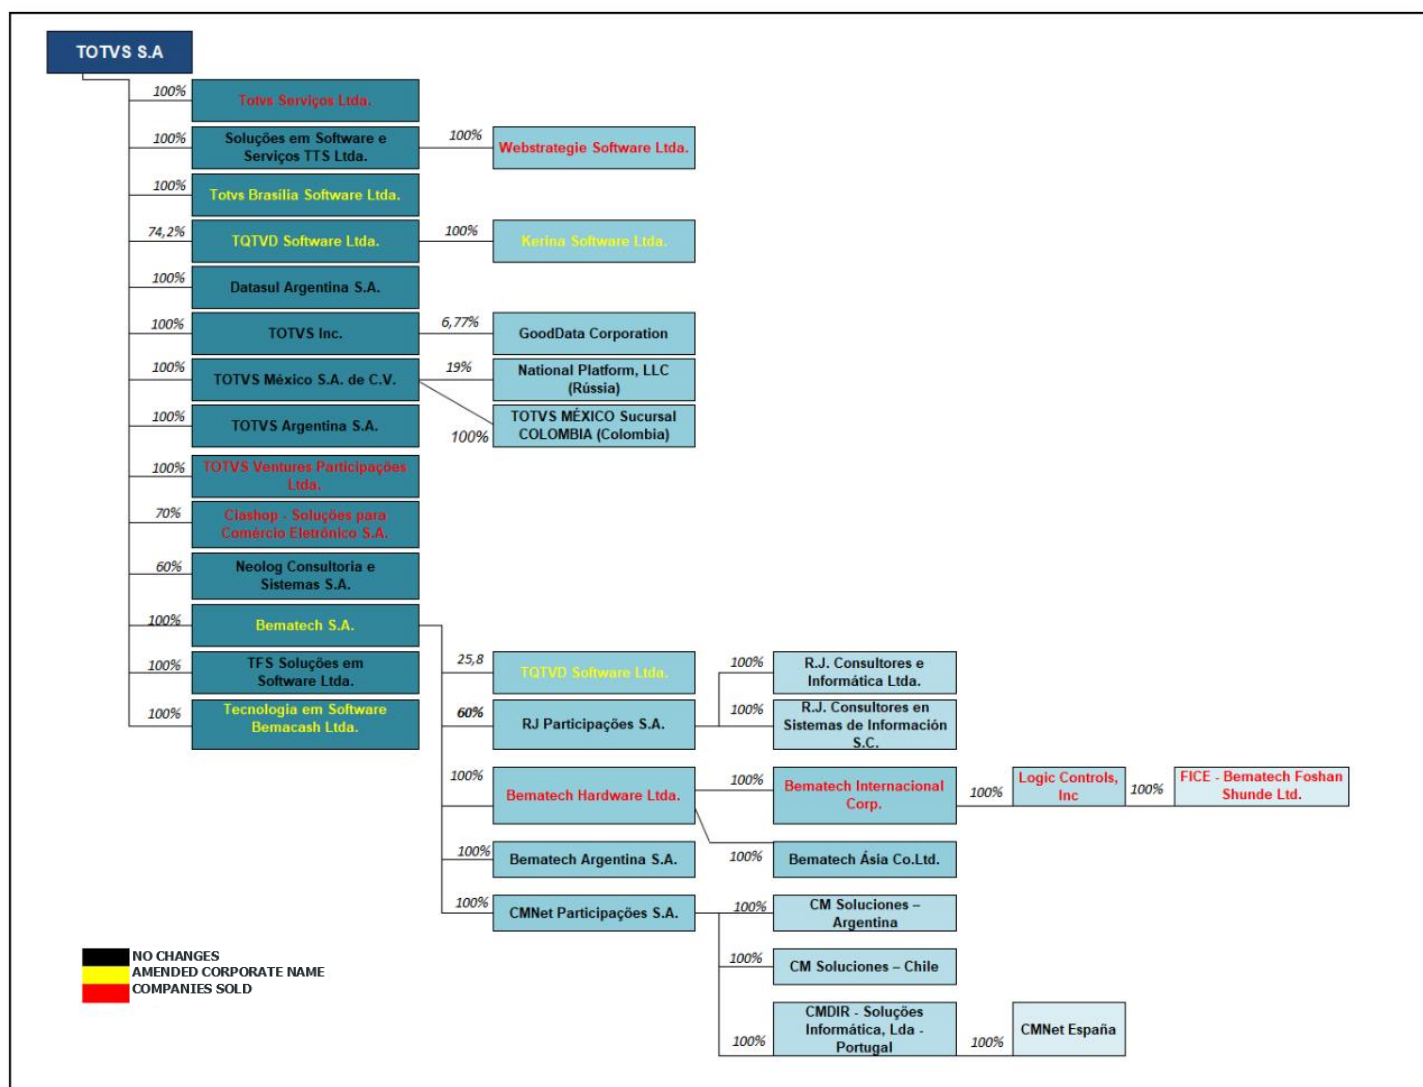 TOTVS S.A
100%
Totvs Serviços Ltda.
100%
Soluções em Software e
Serviços TTS Ltda.
100%
Webstrategie Software Ltda.
100%
Totvs Brasília Software Ltda.
74,2%
TQTVD Software Ltda.
100%
Kerina Software Ltda.
100%
Datasul Argentina S.A.
100%
TOTVS Inc.
6,77%
GoodData Corporation
100%
TOTVS México S.A. de C.V.
19%
National Platform, LLC
(Rússia)
100%
TOTVS Argentina S.A.
100%
TOTVS MÉXICO Sucursal
COLOMBIA (Colombia)
100%
TOTVS Ventures Participações
Ltda.
70%
Ciashop - Soluções para
Comércio Eletrônico S.A.
60%
Neolog Consultoria e
Sistemas S.A.
100%
Bematech S.A.
100%
TFS Soluções em
Software Ltda.
25,8
TQTVD Software Ltda.
100%
R.J. Consultores e
Informática Ltda.
100%
Tecnologia em Software
Bemacash Ltda.
60%
RJ Participações S.A.
100%
R.J. Consultores en
Sistemas de Información
S.C.
100%
Bematech Hardware Ltda.
100%
Bematech Internacional
Corp.
100%
Logic Controls,
Inc
100%
FICE - Bematech Foshan
Shunde Ltd.
100%
Bematech Argentina S.A.
100%
Bematech Ásia Co.Ltd.
100%
CMNet Participações S.A.
100%
CM Soluciones –
Argentina
100%
CM Soluciones – Chile
100%
CMDIR - Soluções
Informática, Lda -
Portugal
100%
CMNet España
NO CHANGES
AMENDED CORPORATE NAME
COMPANIES SOLD